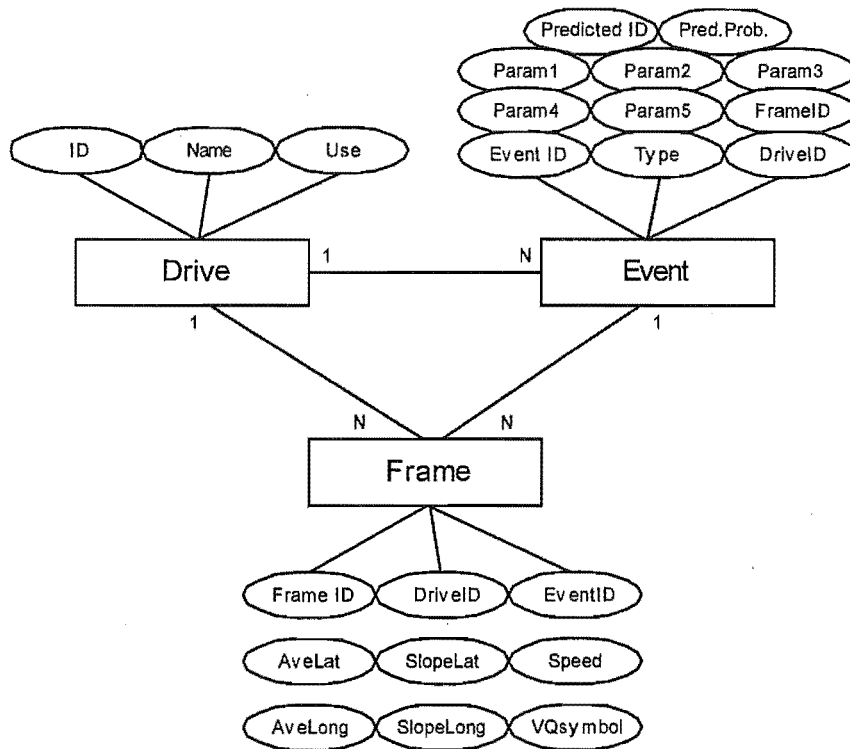 Predicted ID Pred.Prob.
Param1 Param2 Param3
Param4 Param5 FrameID
ID Name Use
Event ID Type DriveID
Drive 1 N Event
1 1
N N
Frame
Frame ID DriveID EventID
AveLat SlopeLat Speed
AveLong SlopeLong VQsymbol